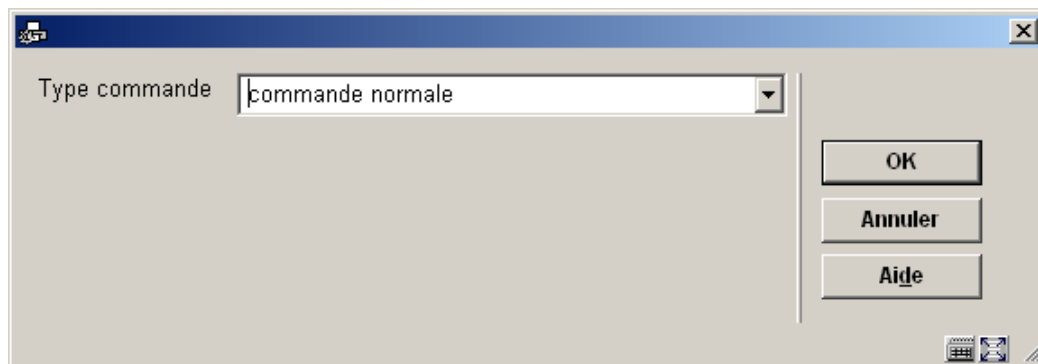 Type commande
commande normale
OK
Annuler
Aide